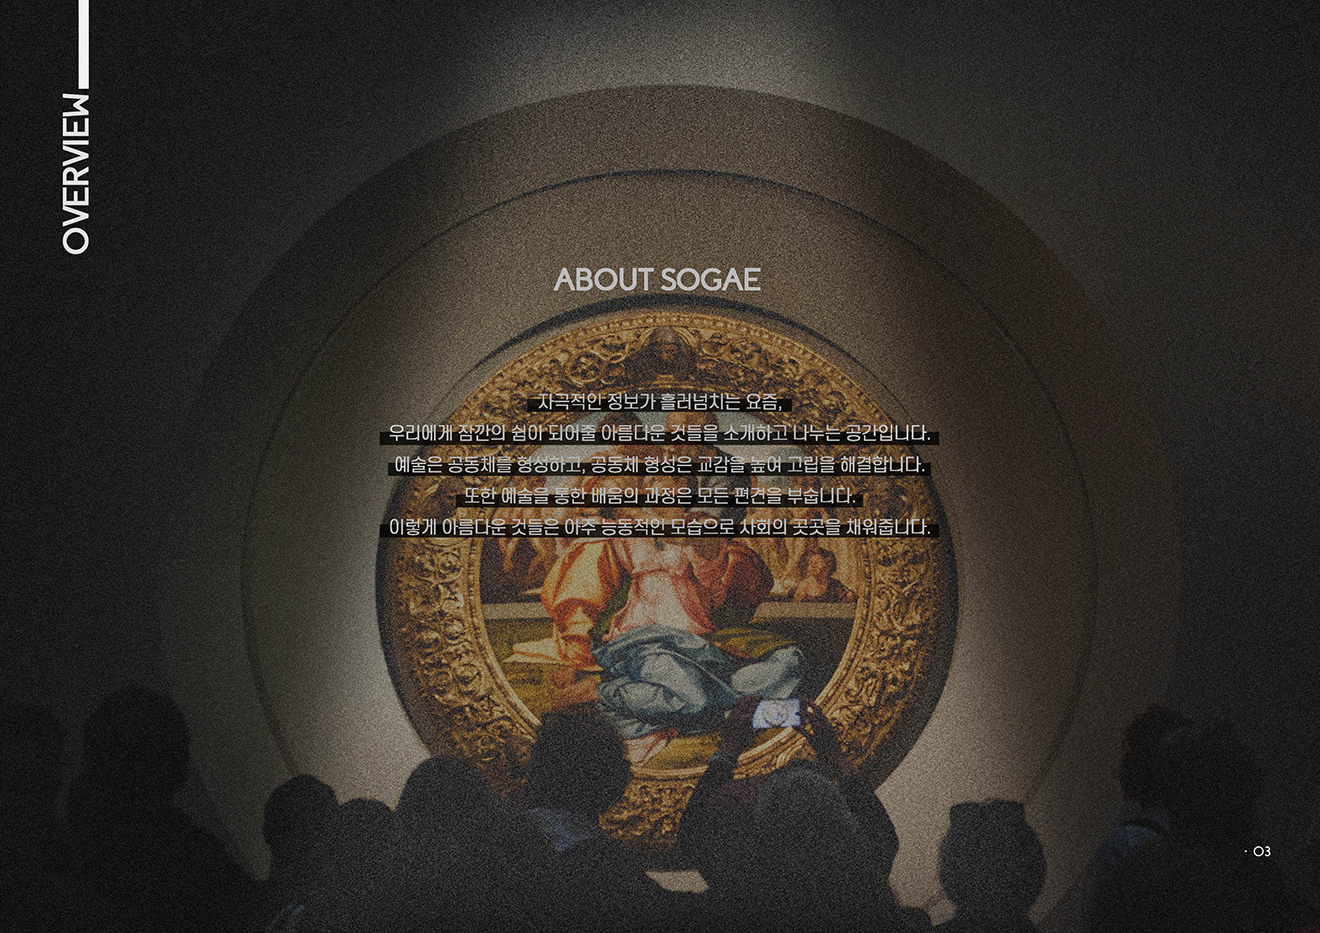 OVERVIEW
ABOUT SOGAE
자극적인 정보가 흘러넘치는 요즘,
우리에게 잠깐의 쉼이 되어줄 아름다운 것들을 소개하고 나누는 공간입니다.
예술은 공동체를 형성하고, 공동체 형성은 교감을 높여 고립을 해결합니다.
또한 예술을 통한 배움의 과정은 모든 편견을 부숩니다.
이렇게 아름다운 것들은 아주 능동적인 모습으로 사회의 곳곳을 채워줍니다.
· 03